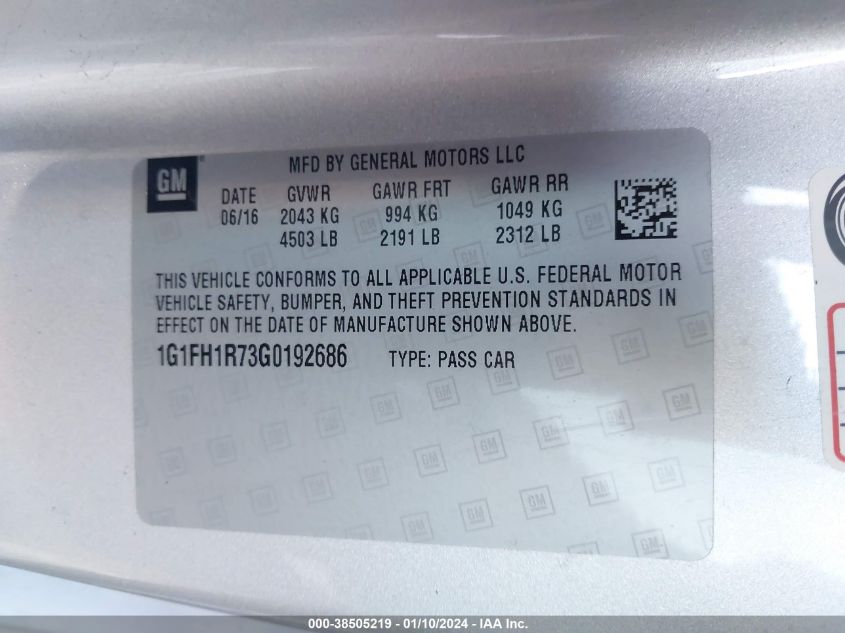 GM
MFD BY GENERAL MOTORS LLC
DATE GVWR GAWR FRT GAWR RR
06/16 2043 KG 994 KG 1049 KG
4503 LB 2191 LB 2312 LB
THIS VEHICLE CONFORMS TO ALL APPLICABLE U.S. FEDERAL MOTOR
VEHICLE SAFETY, BUMPER, AND THEFT PREVENTION STANDARDS IN
EFFECT ON THE DATE OF MANUFACTURE SHOWN ABOVE.
1G1FH1R73G0192686 TYPE: PASS CAR
000-38505219 - 01/10/2024 - IAA Inc.